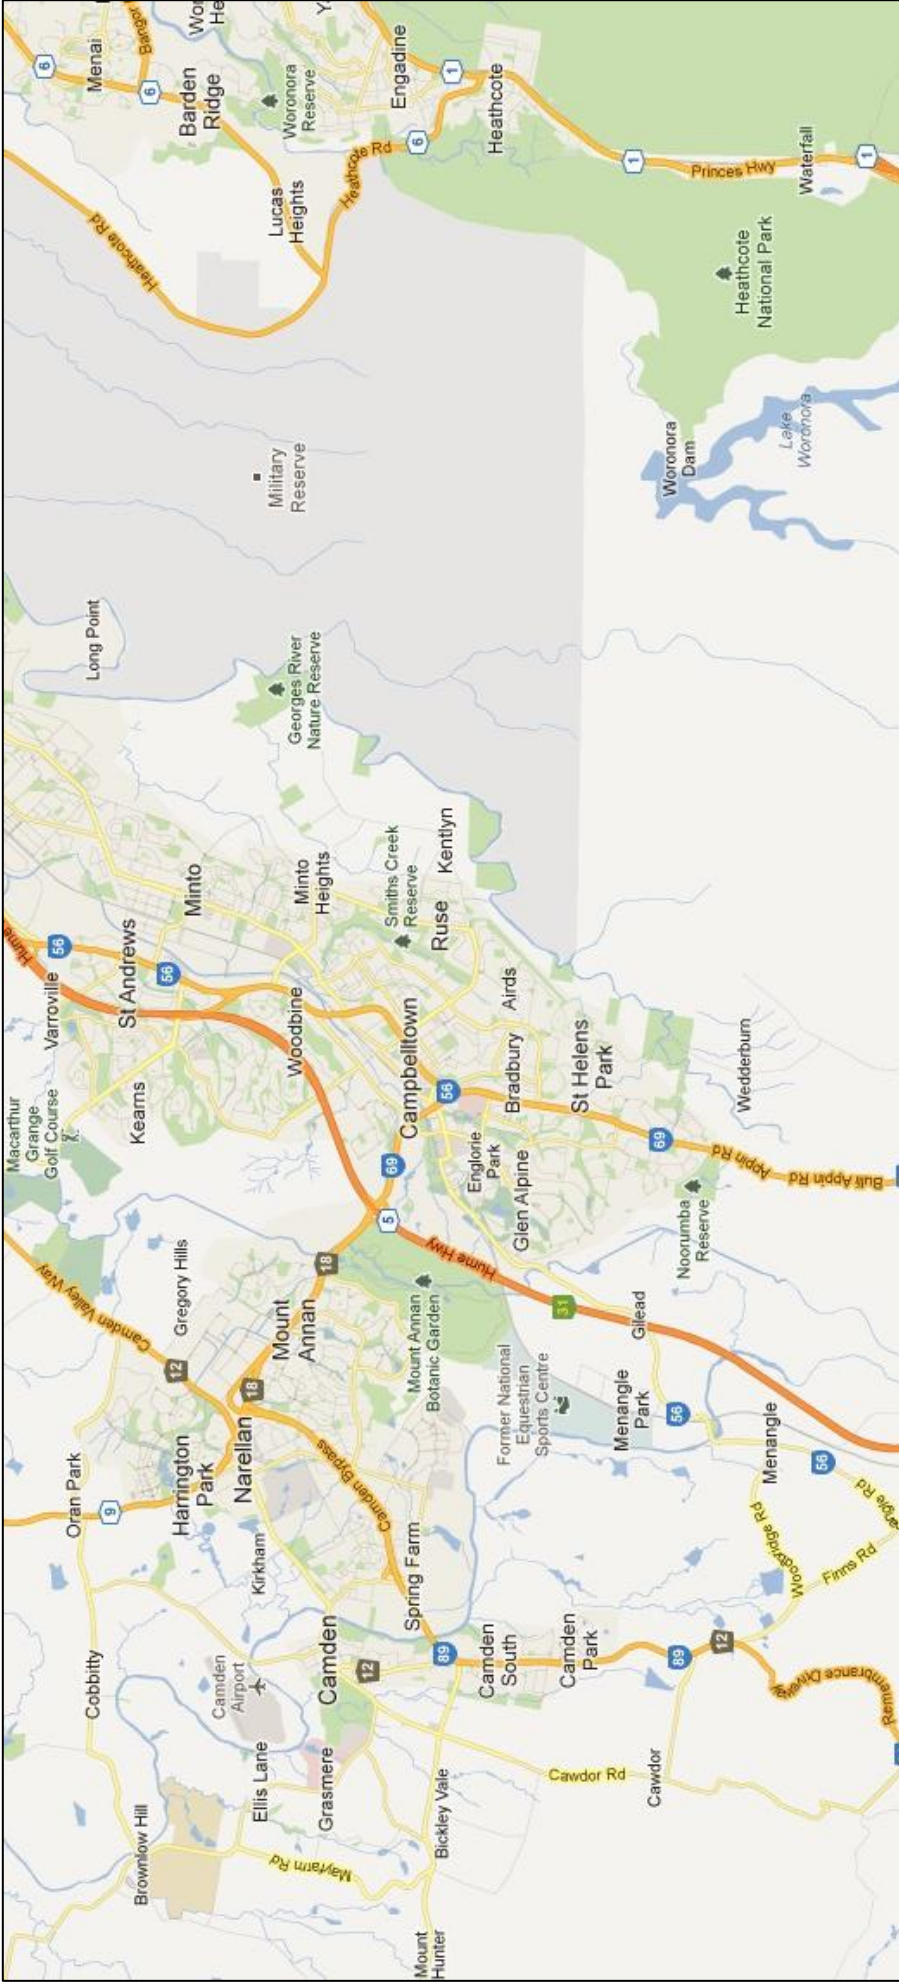 Mount
Hunter
Brownlow Hill
Mayfarm Rd
Bickley Vale
Ellis Lane
Grasmere
Cobbitty
Camden
Airport
Camden
12
89
Camden
South
Camden
Park
Cawdor Rd
Cawdor
89
12
Remembrance Driveway
Oran Park
9
Harrington
Park
Kirkham
Narellan
Camden Bypass
Spring Farm
Woodbridge Rd
Finns Rd
Menangle
56
56
Menangle
Park
Gilead
Former National
Equestrian
Sports Centre
31
Camden Valley Way
12
Gregory Hills
18
18
Mount
Annan
Mount Annan
Botanic Garden
Hume Hwy
5
69
Macarthur
Grange
Golf Course
Kearns
Varroville
Hume
56
56
St Andrews
Minto
Woodbine
Campbelltown
56
Englorie
Park
Glen Alpine
Bradbury
Airds
St Helens
Park
69
Appin Rd
Bulli Appin Rd
Noorumba
Reserve
Wedderburn
Minto
Heights
Smiths Creek
Reserve
Ruse
Kentlyn
Long Point
Georges River
Nature Reserve
Military
Reserve
Woronora
Dam
Lake
Woronora
Heathcote
National Park
Heathcote Rd
Lucas
Heights
Heathcote Rd
6
Menai
Bangor
6
6
Barden
Ridge
Woronora
Reserve
Engadine
1
Heathcote
1
Princes Hwy
Waterfall
1